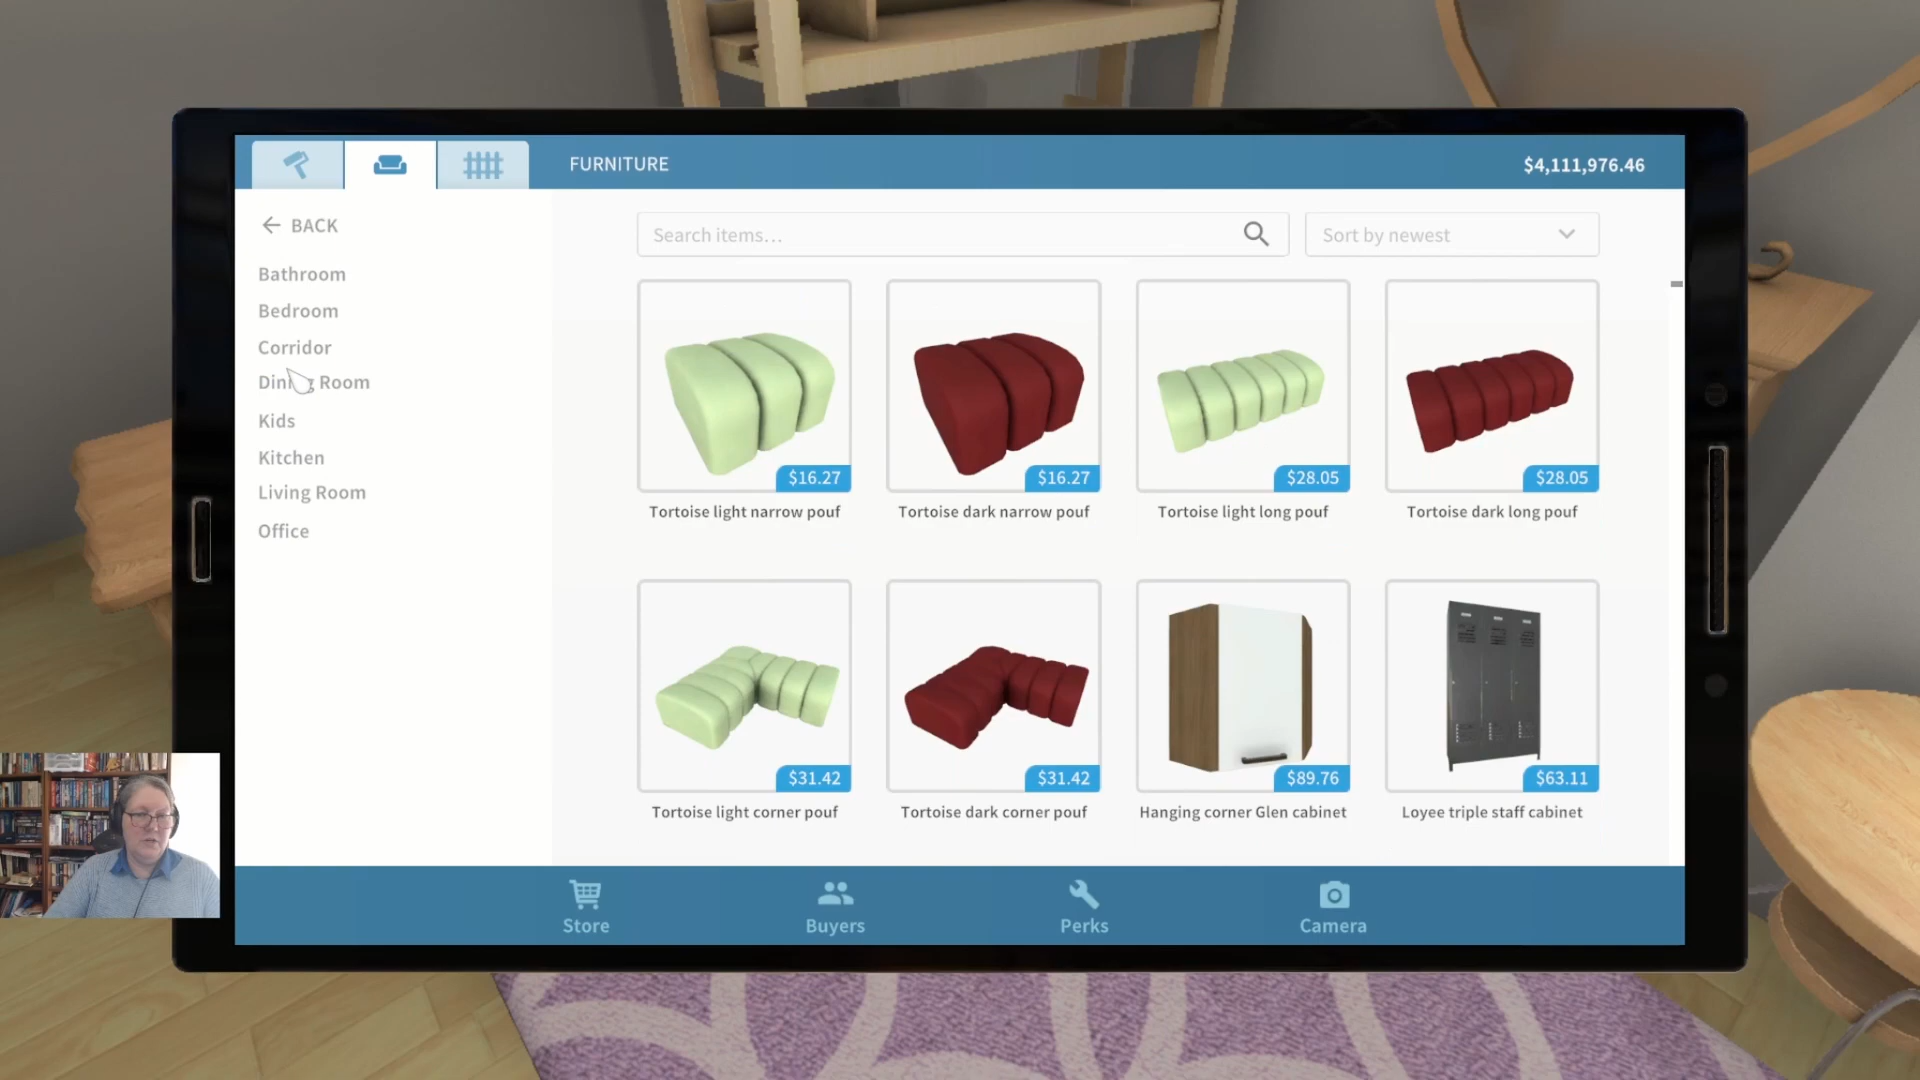 FURNITURE
$4,111,976.46
BACK
Search items...
Sort by newest
Bathroom
Bedroom
Corridor
Dining Room
Kids
Kitchen
Living Room
Office
$16.27
$16.27
$28.05
$28.05
Tortoise light narrow pouf
Tortoise dark narrow pouf
Tortoise light long pouf
Tortoise dark long pouf
$31.42
$31.42
$89.76
$63.11
Tortoise light corner pouf
Tortoise dark corner pouf
Hanging corner Glen cabinet
Loyee triple staff cabinet
Store
Buyers
Perks
Camera